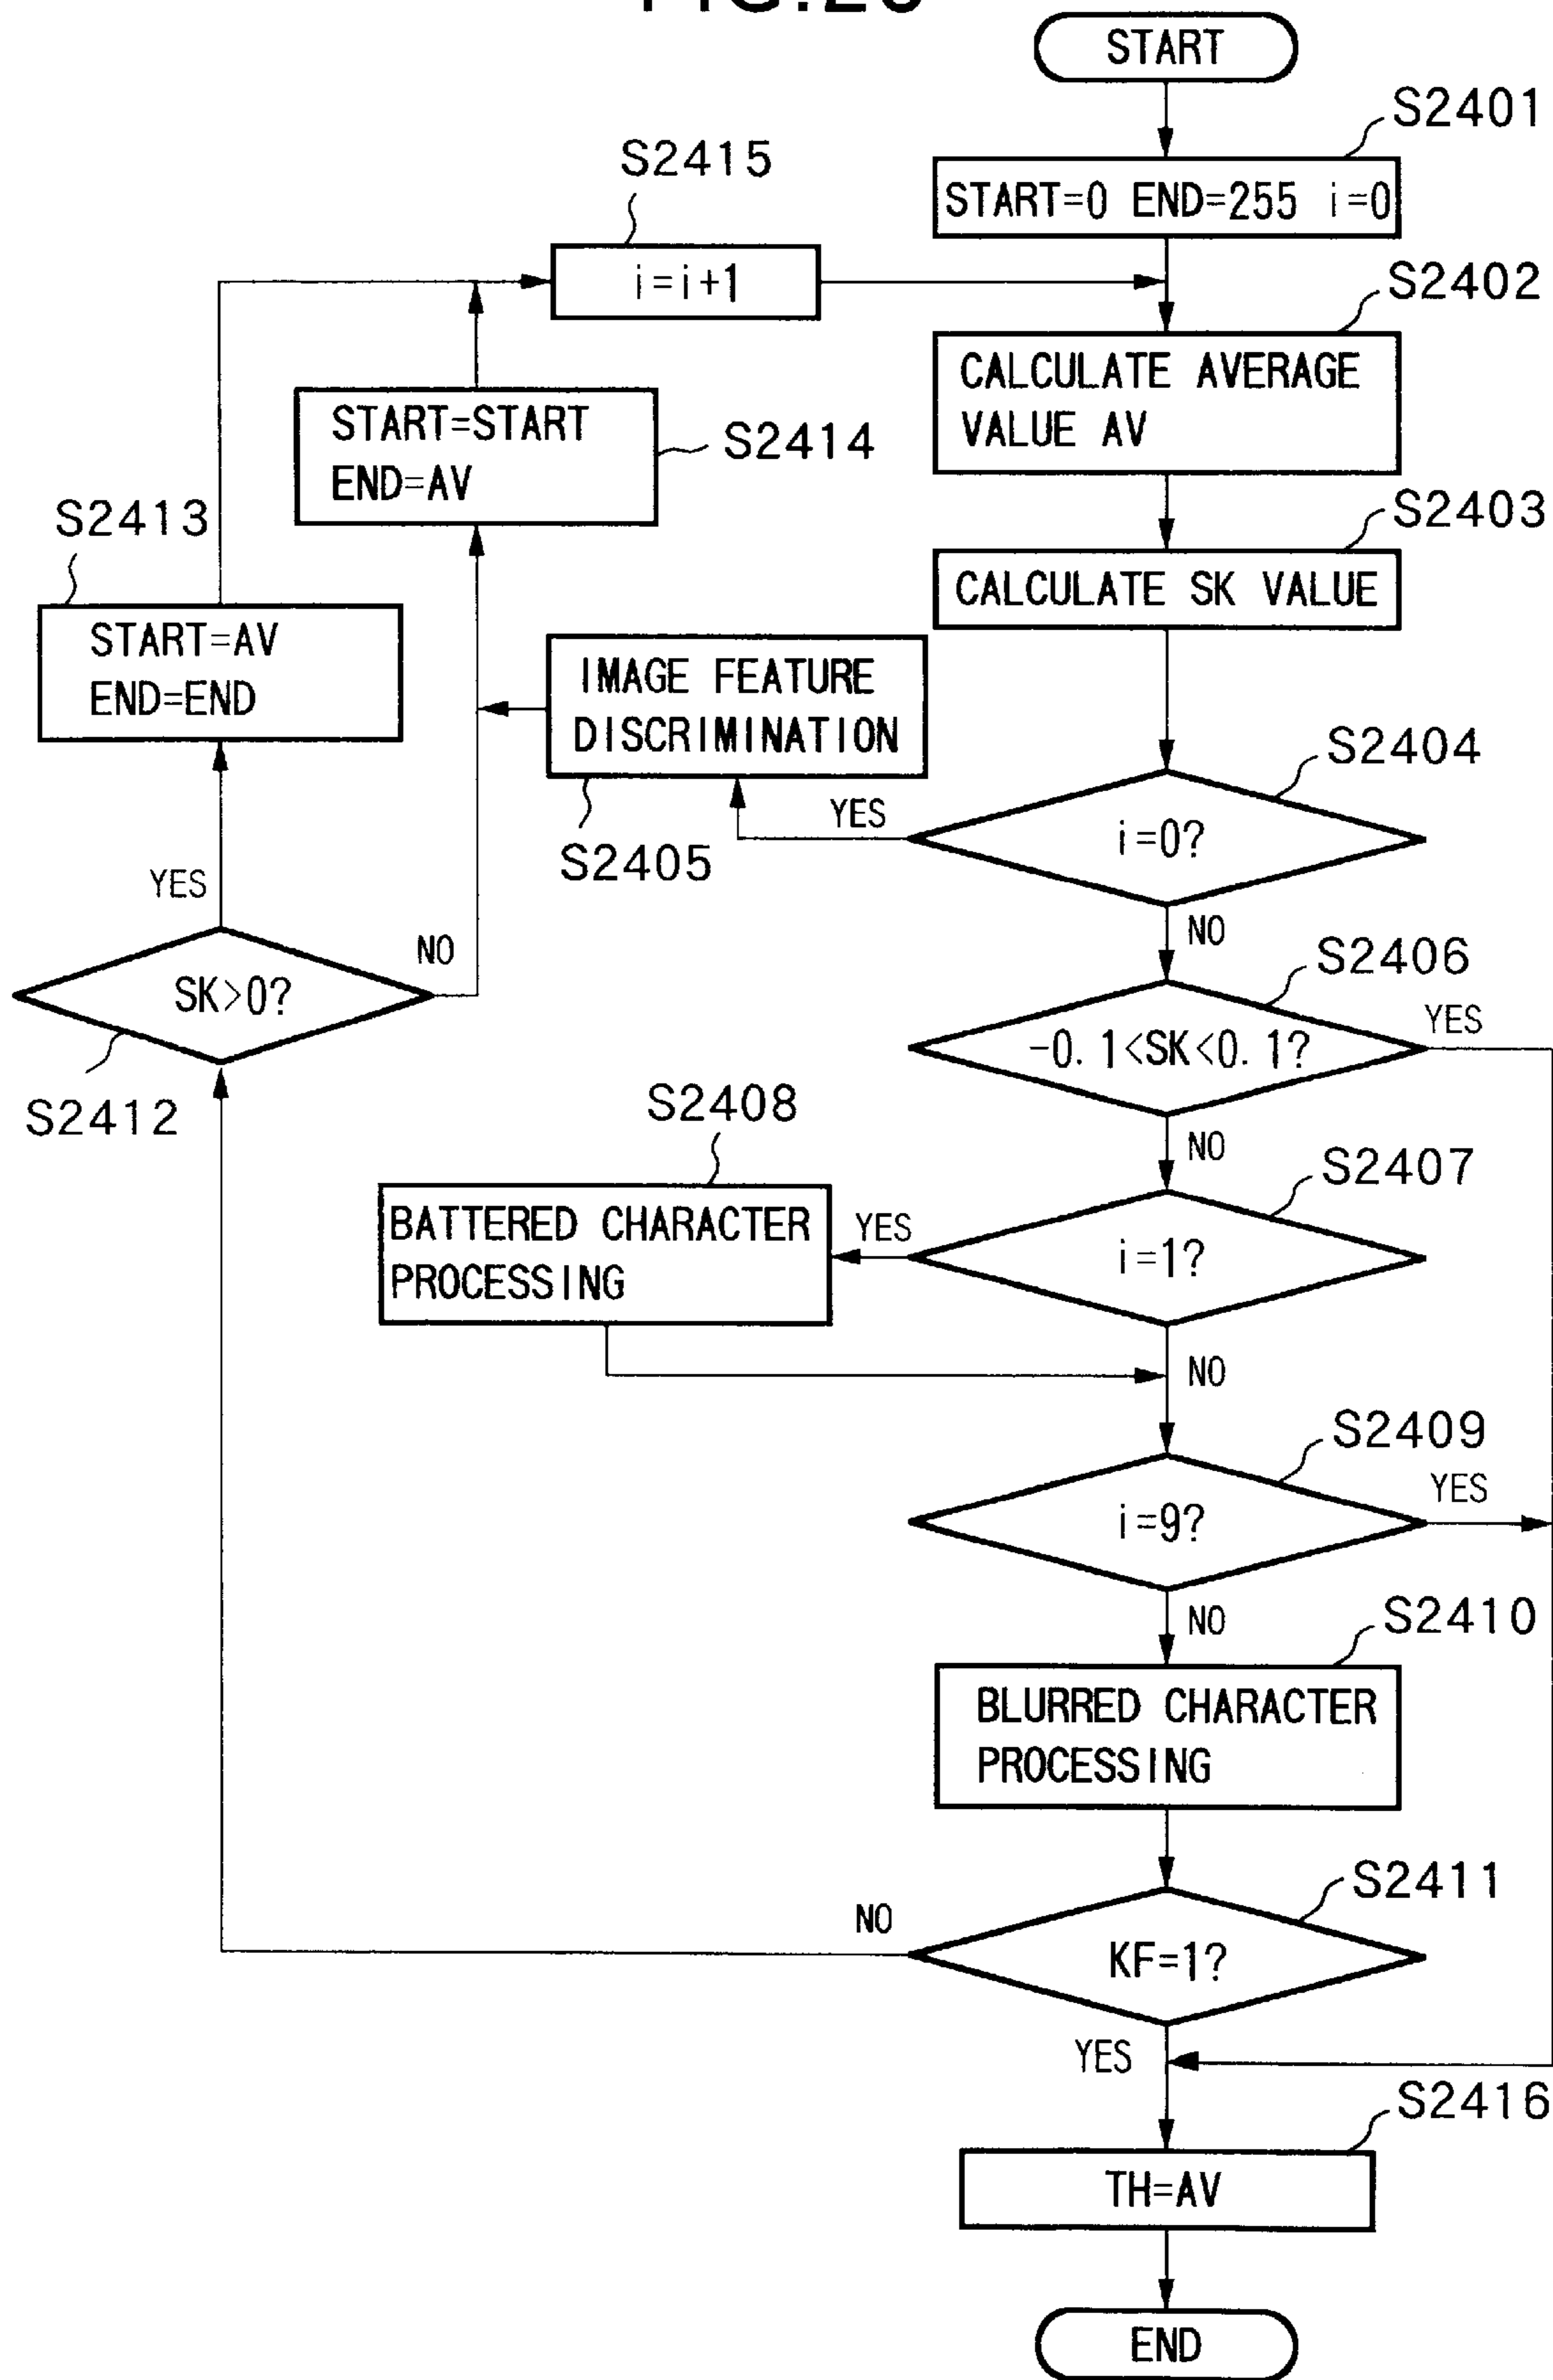 START
S2401
START=0 END=255 i=0
S2415
i=i+1
S2402
CALCULATE AVERAGE
VALUE AV
START=START
END=AV
S2414
S2403
CALCULATE SK VALUE
S2413
START=AV
END=END
IMAGE FEATURE
DISCRIMINATION
S2405
S2404
YES
i=0?
NO
YES
SK>0?
NO
S2412
S2406
-0.1<SK<0.1?
YES
NO
S2408
BATTERED CHARACTER
PROCESSING
S2407
YES
i=1?
NO
S2409
i=9?
YES
NO
S2410
BLURRED CHARACTER
PROCESSING
S2411
NO
KF=1?
YES
S2416
TH=AV
END